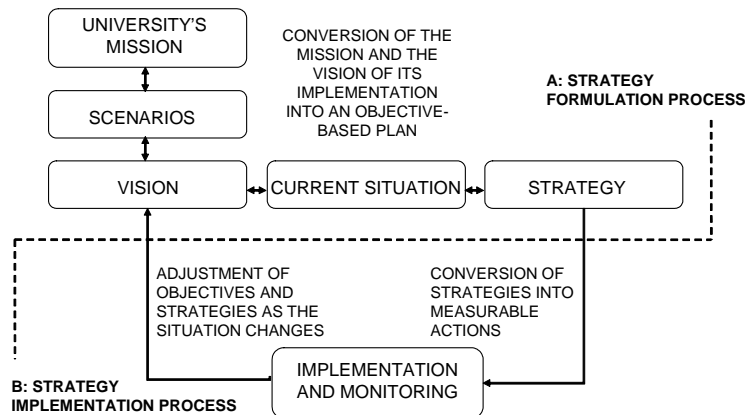 UNIVERSITY'S
MISSION
CONVERSION OF THE
MISSION AND THE
VISION OF ITS
IMPLEMENTATION
INTO AN OBJECTIVE-
BASED PLAN
A: STRATEGY
FORMULATION PROCESS
SCENARIOS
VISION
CURRENT SITUATION
STRATEGY
ADJUSTMENT OF
OBJECTIVES AND
STRATEGIES AS THE
SITUATION CHANGES
CONVERSION OF
STRATEGIES INTO
MEASURABLE
ACTIONS
IMPLEMENTATION
AND MONITORING
B: STRATEGY
IMPLEMENTATION PROCESS